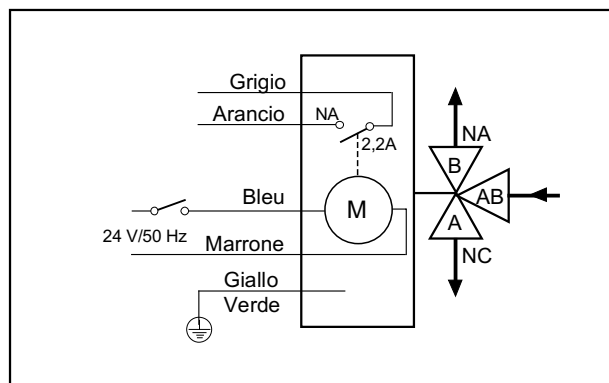 Grigio
Arancio
NA
2,2A
Bleu
M
24 V/50 Hz
Marrone
Giallo
Verde
NA
B
AB
A
NC